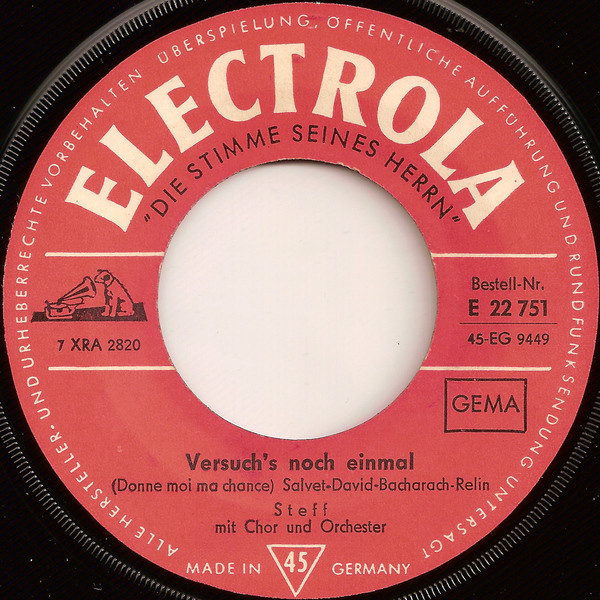 ALLE HERSTELLER- UND URHEBERRECHTE VORBEHALTEN ÜBERSPIELUNG, ÖFFENTLICHE AUFFÜHRUNG UND RUNDFUNKSENDUNG UNTERSAGT
ELECTROLA
"DIE STIMME SEINES HERRN"
Bestell-Nr.
E 22 751
7 XRA 2820
45-EG 9449
GEMA
Versuch's noch einmal
(Donne moi ma chance) Salvet-David-Bacharach-Relin
Steff
mit Chor und Orchester
MADE IN 45 GERMANY